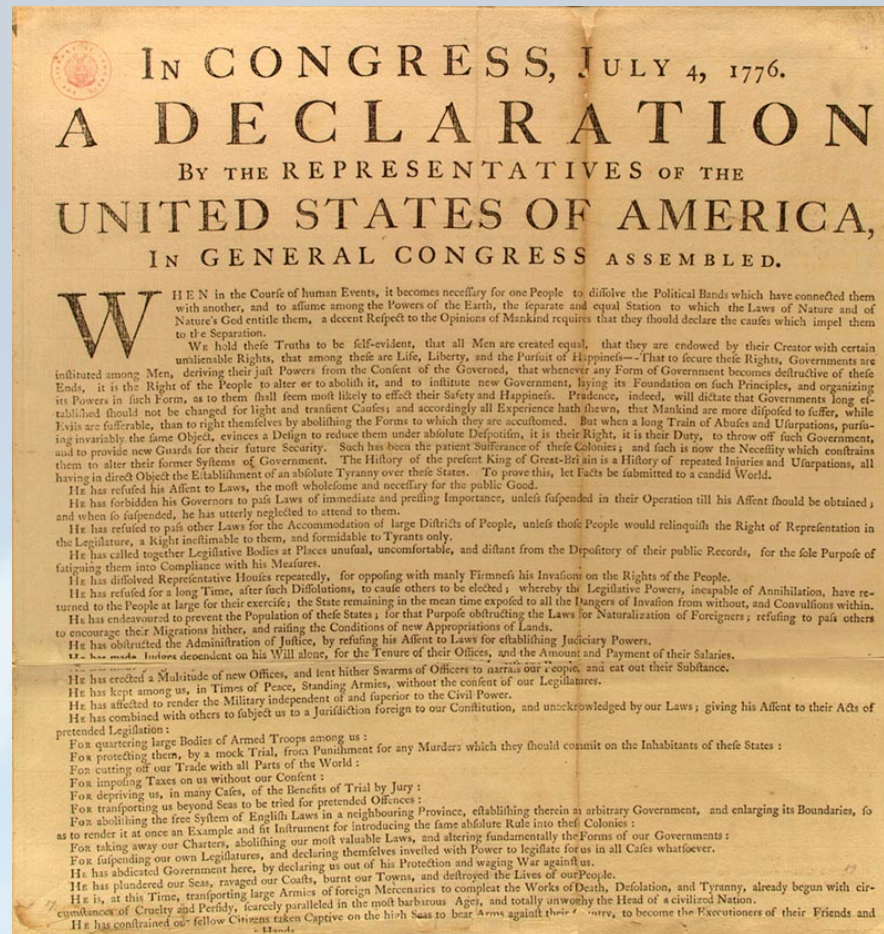 IN CONGRESS, JULY 4, 1776.
A DECLARATION
BY THE REPRESENTATIVES OF THE
UNITED STATES OF AMERICA,
IN GENERAL CONGRESS ASSEMBLED.
WHEN in the Courſe of human Events, it becomes neceſſary for one People to diſſolve the Political Bands which have connected them
with another, and to aſſume among the Powers of the Earth, the ſeparate and equal Station to which the Laws of Nature and of
Nature's God entitle them, a decent Reſpect to the Opinions of Mankind requires that they ſhould declare the cauſes which impel them
to the Separation.
WE hold theſe Truths to be ſelf-evident, that all Men are created equal, that they are endowed by their Creator with certain
unalienable Rights, that among theſe are Life, Liberty, and the Purſuit of Happineſs--That to ſecure theſe Rights, Governments are
inſtituted among Men, deriving their juſt Powers from the Conſent of the Governed, that whenever any Form of Government becomes deſtructive of theſe
Ends, it is the Right of the People to alter or to aboliſh it, and to inſtitute new Government, laying its Foundation on ſuch Principles, and organizing
its Powers in ſuch Form, as to them ſhall ſeem moſt likely to effect their Safety and Happineſs. Prudence, indeed, will dictate that Governments long eſ-
tabliſhed ſhould not be changed for light and tranſient Cauſes; and accordingly all Experience hath ſhewn, that Mankind are more diſpoſed to ſuffer, while
Evils are ſufferable, than to right themſelves by aboliſhing the Forms to which they are accuſtomed. But when a long Train of Abuſes and Uſurpations, purſu-
ing invariably the ſame Object, evinces a Deſign to reduce them under abſolute Deſpotiſm, it is their Right, it is their Duty, to throw off ſuch Government,
and to provide new Guards for their future Security. Such has been the patient Sufferance of theſe Colonies; and ſuch is now the Neceſſity which conſtrains
them to alter their former Syſtems of Government. The Hiſtory of the preſent King of Great-Britain is a Hiſtory of repeated Injuries and Uſurpations, all
having in direct Object the Eſtabliſhment of an abſolute Tyranny over theſe States. To prove this, let Facts be ſubmitted to a candid World.
HE has refuſed his Aſſent to Laws, the moſt wholeſome and neceſſary for the public Good.
HE has forbidden his Governors to paſs Laws of immediate and preſſing Importance, unleſs ſuſpended in their Operation till his Aſſent ſhould be obtained;
and when ſo ſuſpended, he has utterly neglected to attend to them.
HE has refuſed to paſs other Laws for the Accommodation of large Diſtricts of People, unleſs thoſe People would relinquiſh the Right of Repreſentation in
the Legiſlature, a Right ineſtimable to them, and formidable to Tyrants only.
HE has called together Legiſlative Bodies at Places unuſual, uncomfortable, and diſtant from the Depoſitory of their public Records, for the ſole Purpoſe of
fatiguing them into Compliance with his Meaſures.
HE has diſſolved Repreſentative Houſes repeatedly, for oppoſing with manly Firmneſs his Invaſions on the Rights of the People.
HE has refuſed for a long Time, after ſuch Diſſolutions, to cauſe others to be elected; whereby the Legiſlative Powers, incapable of Annihilation, have re-
turned to the People at large for their exerciſe; the State remaining in the mean time expoſed to all the Dangers of Invaſion from without, and Convulſions within.
HE has endeavoured to prevent the Population of theſe States; for that Purpoſe obſtructing the Laws for Naturalization of Foreigners; refuſing to paſs others
to encourage their Migrations hither, and raiſing the Conditions of new Appropriations of Lands.
HE has obſtructed the Adminiſtration of Juſtice, by refuſing his Aſſent to Laws for eſtabliſhing Judiciary Powers.
HE has made Judges dependent on his Will alone, for the Tenure of their Offices, and the Amount and Payment of their Salaries.
HE has erected a Multitude of new Offices, and ſent hither Swarms of Officers to harraſs our People, and eat out their Subſtance.
HE has kept among us, in Times of Peace, Standing Armies, without the conſent of our Legiſlatures.
HE has affected to render the Military independent of and ſuperior to the Civil Power.
HE has combined with others to ſubject us to a Juriſdiction foreign to our Conſtitution, and unacknowledged by our Laws; giving his Aſſent to their Acts of
pretended Legiſlation:
FOR quartering large Bodies of Armed Troops among us:
FOR protecting them, by a mock Trial, from Puniſhment for any Murders which they ſhould commit on the Inhabitants of theſe States:
FOR cutting off our Trade with all Parts of the World:
FOR impoſing Taxes on us without our Conſent:
FOR depriving us, in many Caſes, of the Benefits of Trial by Jury:
FOR tranſporting us beyond Seas to be tried for pretended Offences:
FOR aboliſhing the free Syſtem of Engliſh Laws in a neighbouring Province, eſtabliſhing therein an arbitrary Government, and enlarging its Boundaries, ſo
as to render it at once an Example and fit Inſtrument for introducing the ſame abſolute Rule into theſe Colonies:
FOR taking away our Charters, aboliſhing our moſt valuable Laws, and altering fundamentally the Forms of our Governments:
FOR ſuſpending our own Legiſlatures, and declaring themſelves inveſted with Power to legiſlate for us in all Caſes whatſoever.
HE has abdicated Government here, by declaring us out of his Protection and waging War againſt us.
HE has plundered our Seas, ravaged our Coaſts, burnt our Towns, and deſtroyed the Lives of our People.
HE is, at this Time, tranſporting large Armies of foreign Mercenaries to compleat the Works of Death, Deſolation, and Tyranny, already begun with cir-
cumſtances of Cruelty and Perfidy, ſcarcely paralleled in the moſt barbarous Ages, and totally unworthy the Head of a civilized Nation.
HE has conſtrained our fellow Citizens taken Captive on the high Seas to bear Arms againſt their Country, to become the Executioners of their Friends and
Hands